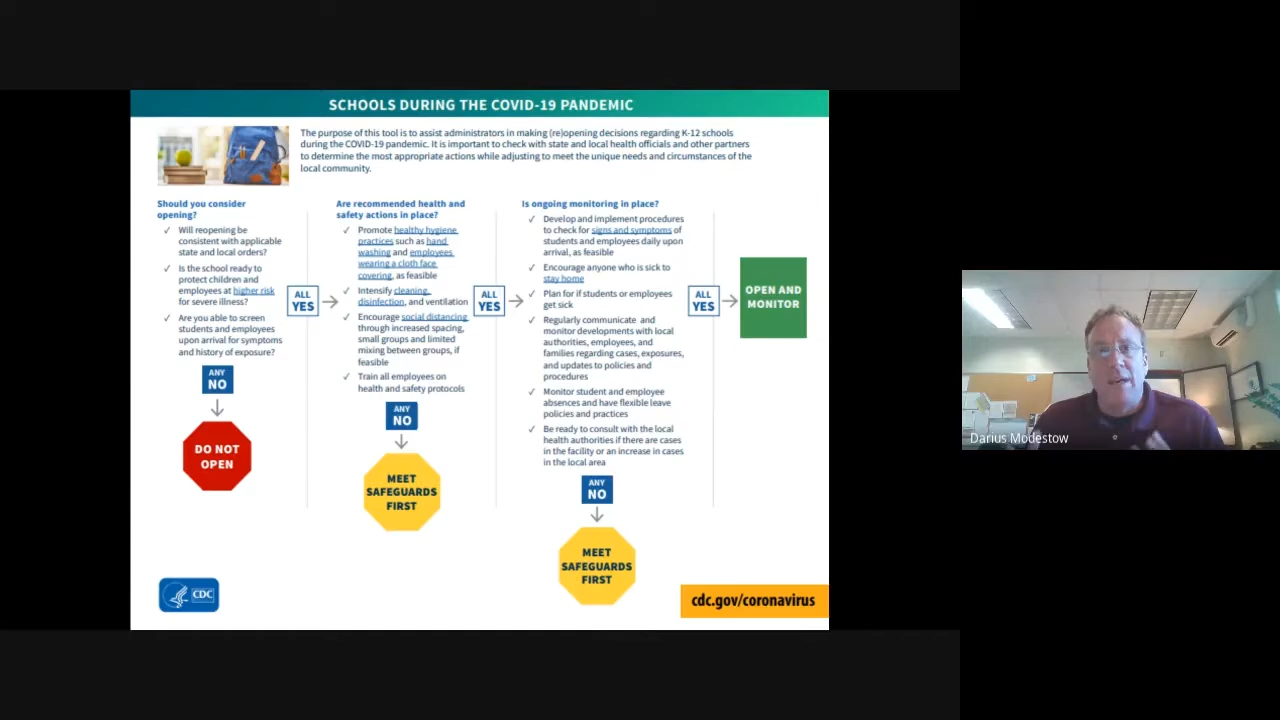 SCHOOLS DURING THE COVID-19 PANDEMIC
The purpose of this tool is to assist administrators in making (re)opening decisions regarding K-12 schools
during the COVID-19 pandemic. It is important to check with state and local health officials and other partners
to determine the most appropriate actions while adjusting to meet the unique needs and circumstances of the
local community.
Should you consider
opening?
✓ Will reopening be
consistent with applicable
state and local orders?
✓ Is the school ready to
protect children and
employees at higher risk
for severe illness?
✓ Are you able to screen
students and employees
upon arrival for symptoms
and history of exposure?
ANY
NO
DO NOT
OPEN
ALL
YES
Are recommended health and
safety actions in place?
✓ Promote healthy hygiene
practices such as hand
washing and employees
wearing a cloth face
covering, as feasible
✓ Intensify cleaning,
disinfection, and ventilation
✓ Encourage social distancing
through increased spacing,
small groups and limited
mixing between groups, if
feasible
✓ Train all employees on
health and safety protocols
ANY
NO
MEET
SAFEGUARDS
FIRST
ALL
YES
Is ongoing monitoring in place?
✓ Develop and implement procedures
to check for signs and symptoms of
students and employees daily upon
arrival, as feasible
✓ Encourage anyone who is sick to
stay home
✓ Plan for if students or employees
get sick
✓ Regularly communicate and
monitor developments with local
authorities, employees, and
families regarding cases, exposures,
and updates to policies and
procedures
✓ Monitor student and employee
absences and have flexible leave
policies and practices
✓ Be ready to consult with the local
health authorities if there are cases
in the facility or an increase in cases
in the local area
ANY
NO
MEET
SAFEGUARDS
FIRST
ALL
YES
OPEN AND
MONITOR
CDC
cdc.gov/coronavirus
Darius Modestow